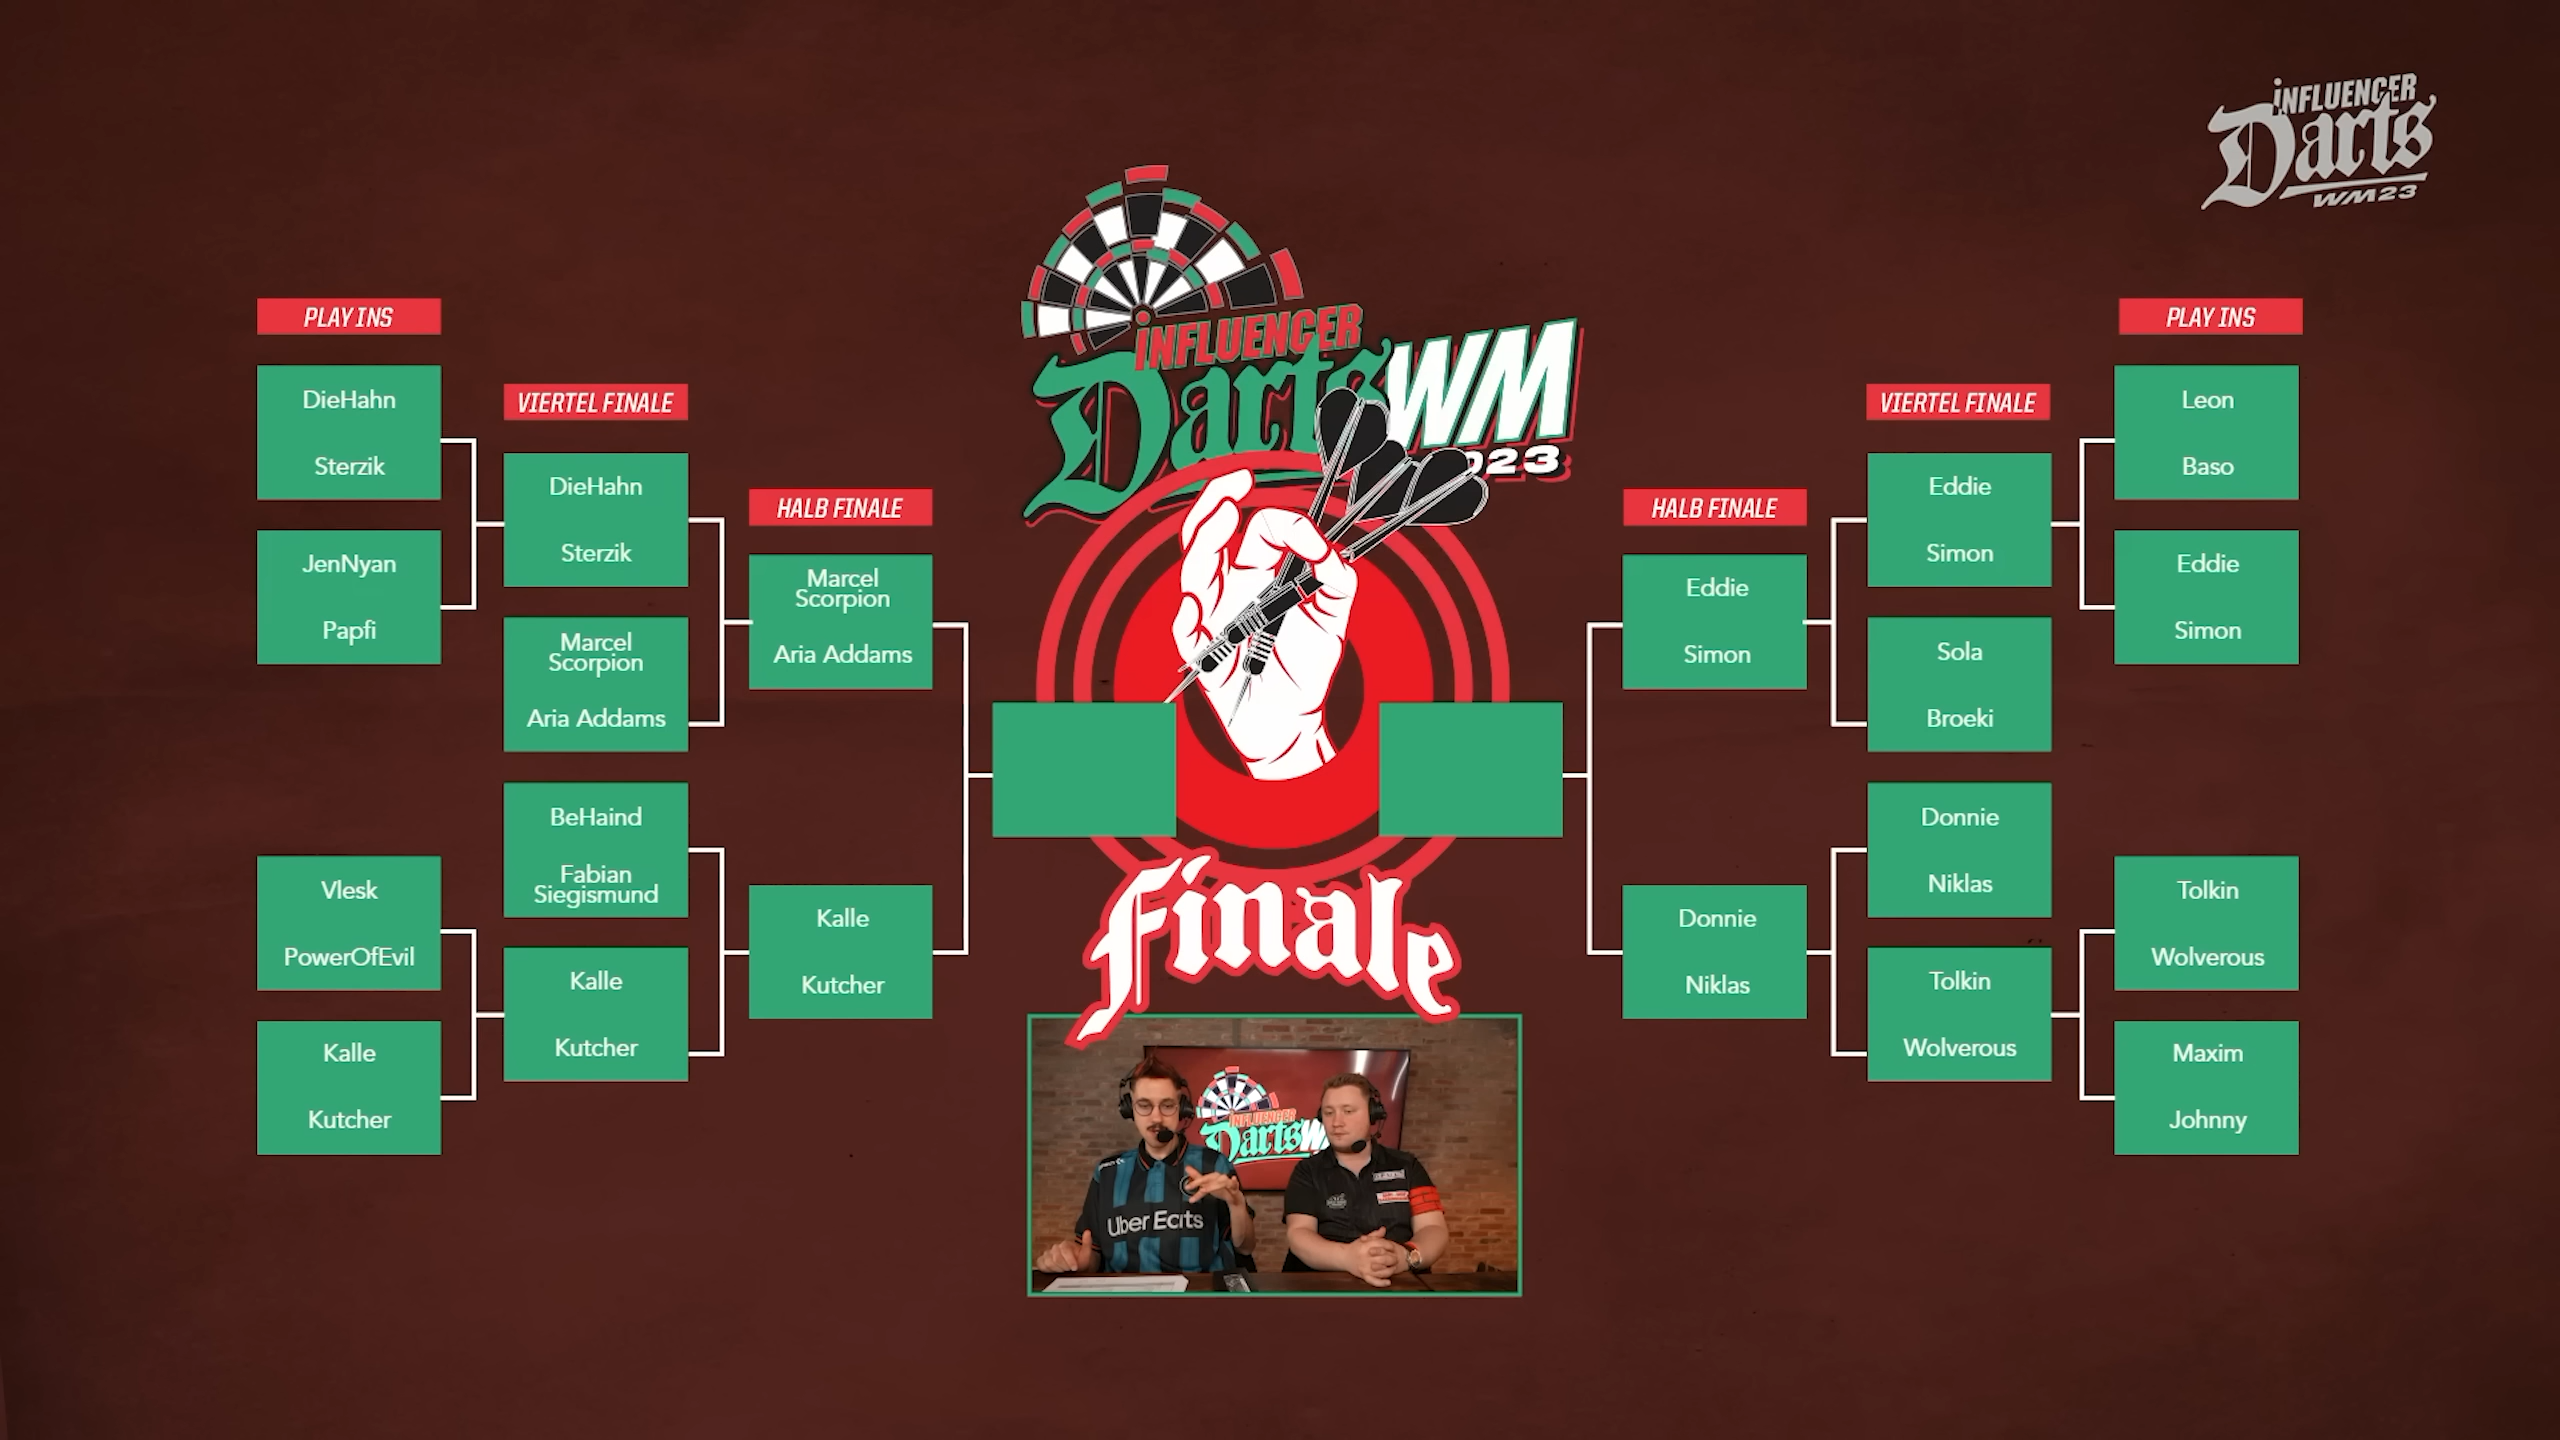 INFLUENCER
Darts
WM23
INFLUENCER
Darts WM
PLAY INS
DieHahn
Sterzik
JenNyan
Papfi
Vlesk
PowerOfEvil
Kalle
Kutcher
VIERTEL FINALE
DieHahn
Sterzik
Marcel
Scorpion
Aria Addams
BeHaind
Fabian
Siegismund
Kalle
Kutcher
HALB FINALE
Marcel
Scorpion
Aria Addams
Kalle
Kutcher
Finale
HALB FINALE
Eddie
Simon
Donnie
Niklas
VIERTEL FINALE
Eddie
Simon
Sola
Broeki
Donnie
Niklas
Tolkin
Wolverous
PLAY INS
Leon
Baso
Eddie
Simon
Tolkin
Wolverous
Maxim
Johnny
INFLUENCER
Darts
Uber Eats